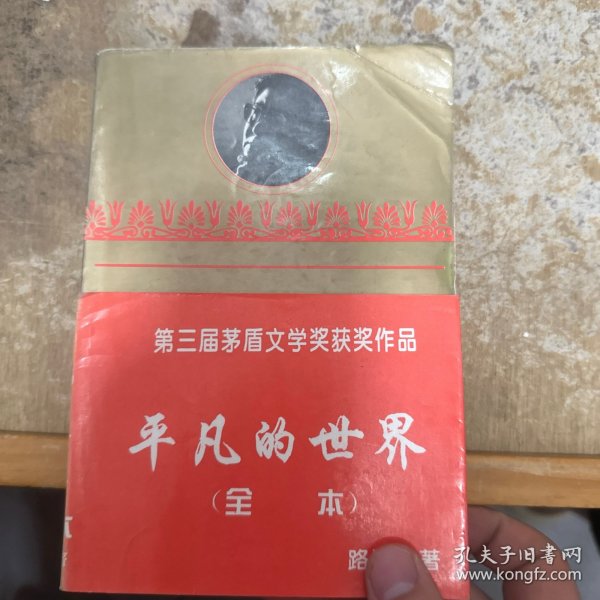 第三届茅盾文学奖获奖作品
平凡的世界
（全 本）
路 著
孔夫子旧书网
www.kongfz.com